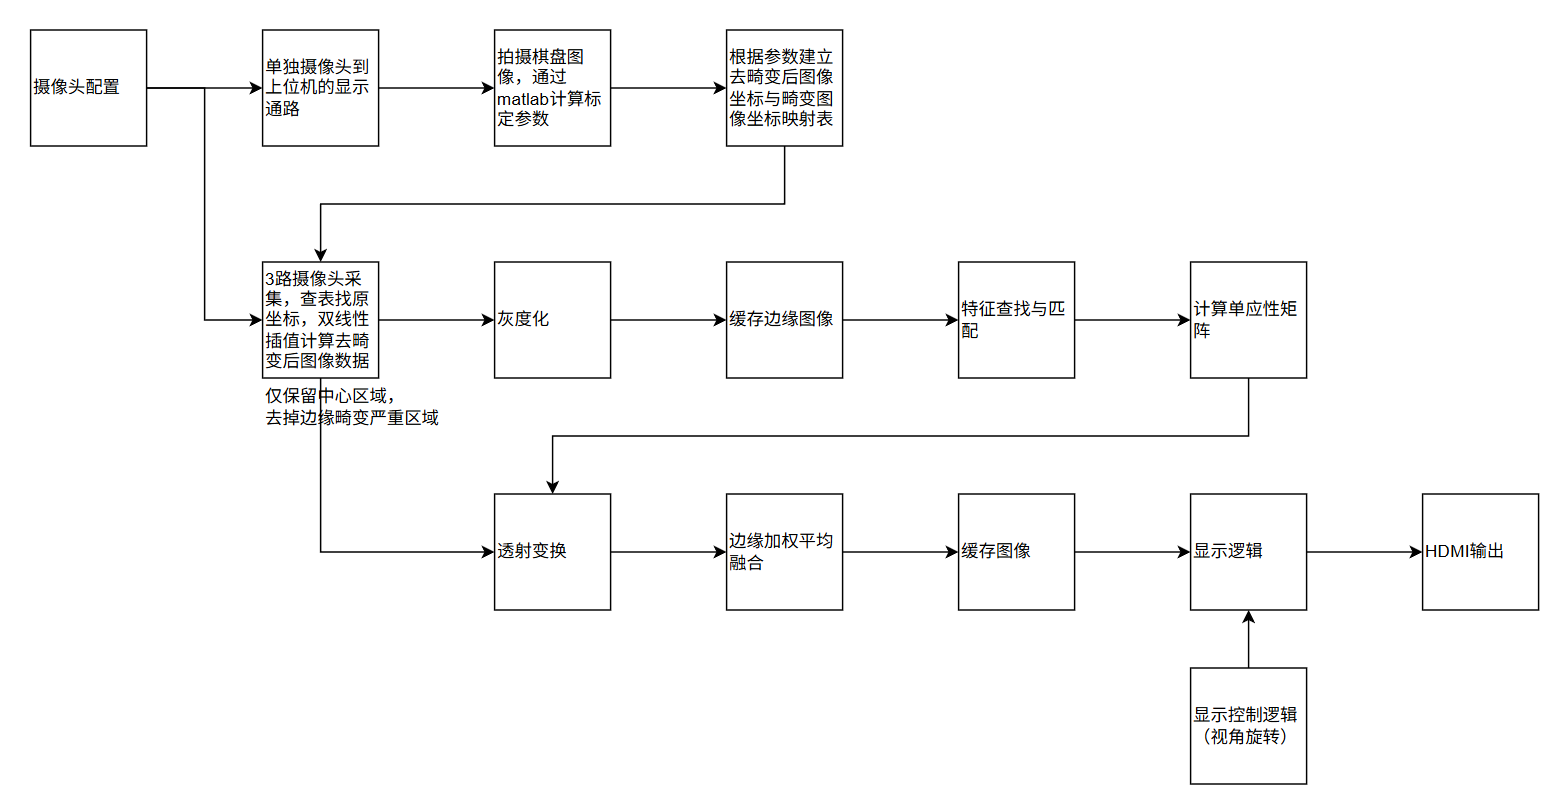 摄像头配置
单独摄像头到
上位机的显示
通路
拍摄棋盘图
像，通过
matlab计算标
定参数
根据参数建立
去畸变后图像
坐标与畸变图
像坐标映射表
3路摄像头采
集，查表找原
坐标，双线性
插值计算去畸
变后图像数据
仅保留中心区域，
去掉边缘畸变严重区域
灰度化
缓存边缘图像
特征查找与匹
配
计算单应性矩
阵
透射变换
边缘加权平均
融合
缓存图像
显示逻辑
HDMI输出
显示控制逻辑
（视角旋转）